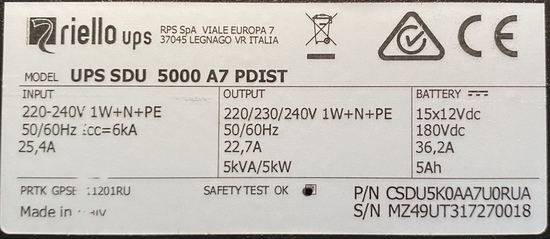 riello ups
RPS SpA VIALE EUROPA 7
37045 LEGNAGO VR ITALIA
MODEL UPS SDU 5000 A7 PDIST
INPUT
220-240V 1W+N+PE
50/60Hz Icc=6kA
25,4A
OUTPUT
220/230/240V 1W+N+PE
50/60Hz
22,7A
5kVA/5kW
BATTERY
15x12Vdc
180Vdc
36,2A
5Ah
PRTK
SAFETY TEST OK
P/N CSDU5K0AA7U0RUA
Made in
S/N MZ49UT317270018